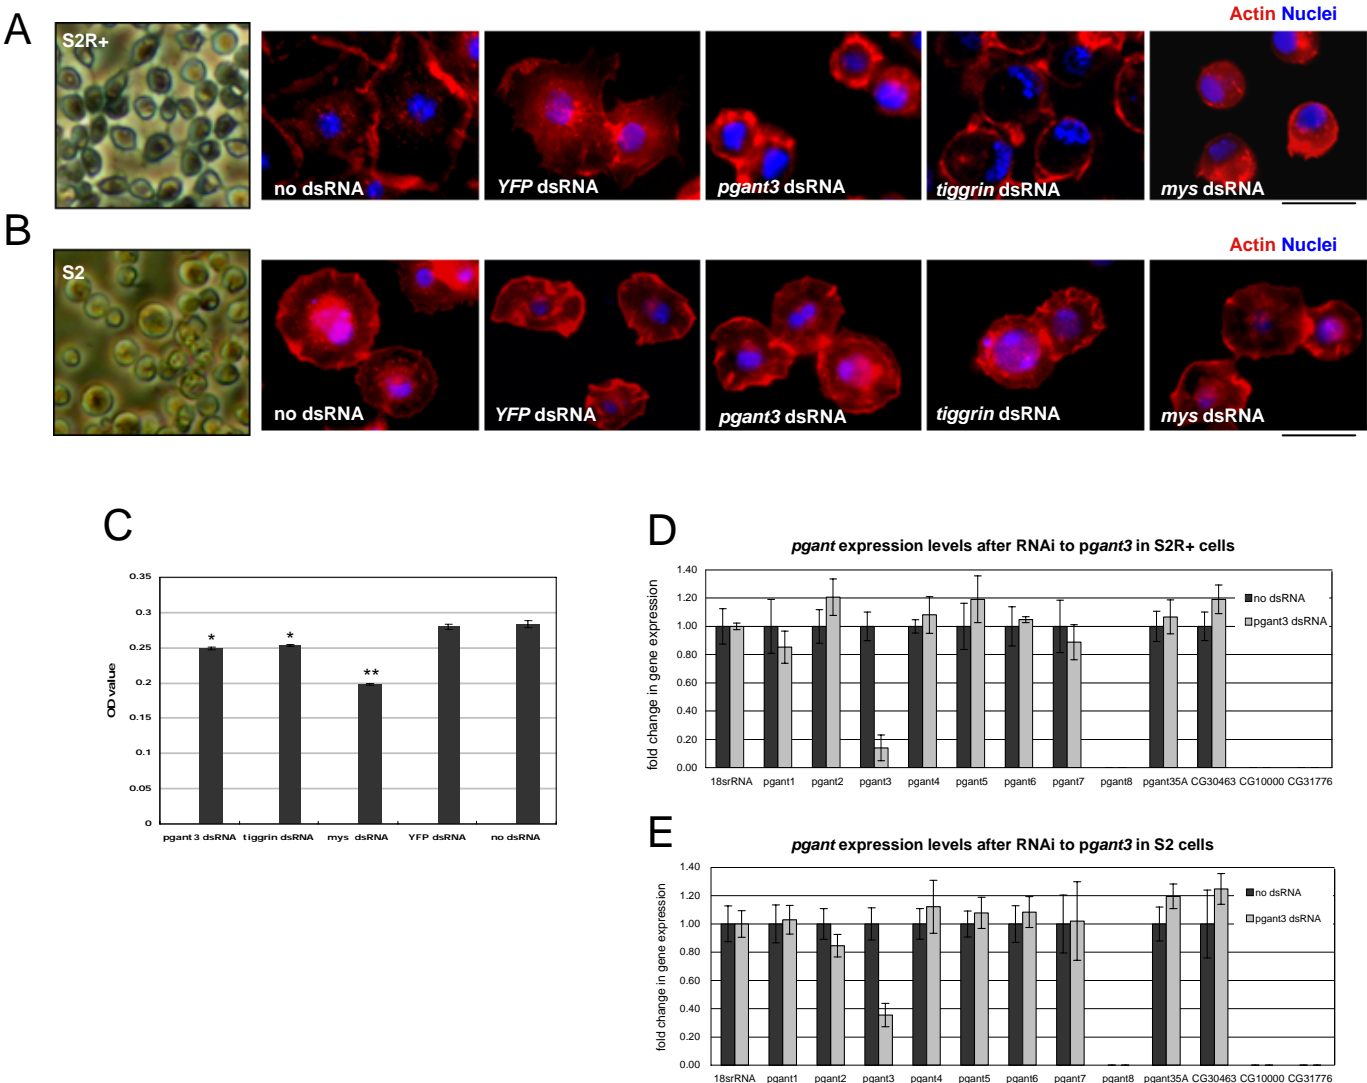 A
Actin Nuclei
S2R+
no dsRNA
YFP dsRNA
pgant3 dsRNA
tiggrin dsRNA
mys dsRNA
B
Actin Nuclei
S2
no dsRNA
YFP dsRNA
pgant3 dsRNA
tiggrin dsRNA
mys dsRNA
C
0.35
0.3
0.25
0.2
0.15
0.1
0.05
0
OD value
* * **
pgant3 dsRNA tiggrin dsRNA mys dsRNA YFP dsRNA no dsRNA
D
pgant expression levels after RNAi to pgant3 in S2R+ cells
fold change in gene expression
1.40
1.20
1.00
0.80
0.60
0.40
0.20
0.00
no dsRNA
pgant3 dsRNA
18srRNA pgant1 pgant2 pgant3 pgant4 pgant5 pgant6 pgant7 pgant8 pgant35A CG30463 CG10000 CG31776
E
pgant expression levels after RNAi to pgant3 in S2 cells
fold change in gene expression
1.40
1.20
1.00
0.80
0.60
0.40
0.20
0.00
no dsRNA
pgant3 dsRNA
18srRNA pgant1 pgant2 pgant3 pgant4 pgant5 pgant6 pgant7 pgant8 pgant35A CG30463 CG10000 CG31776